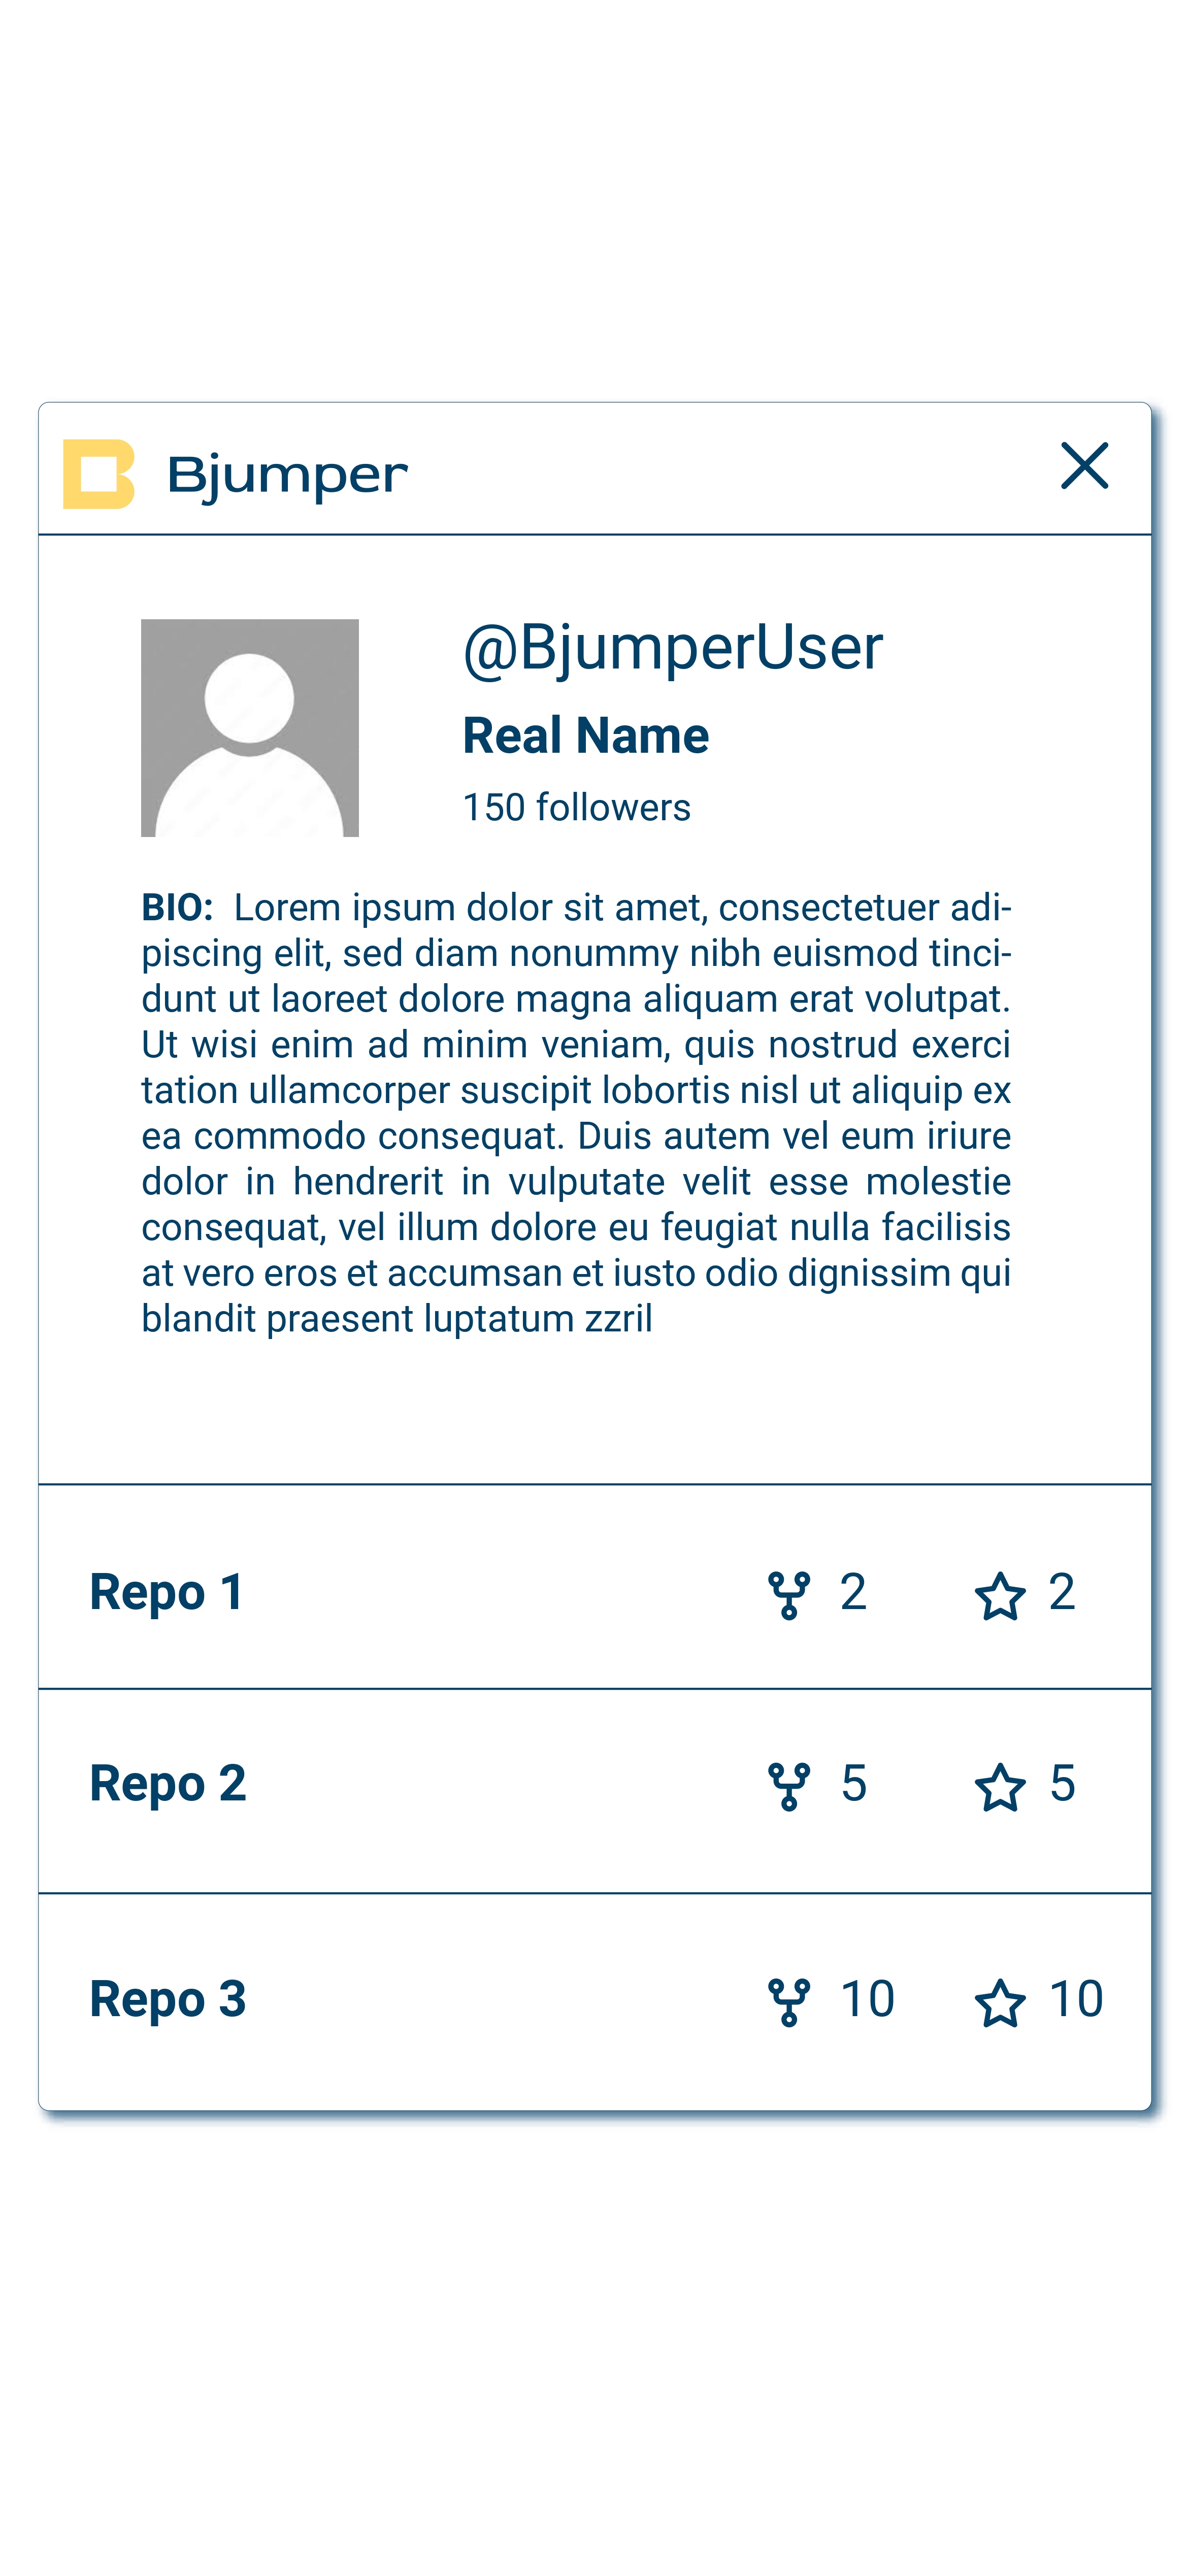 Bjumper
@BjumperUser
Real Name
150 followers
BIO: Lorem ipsum dolor sit amet, consectetuer adi-
piscing elit, sed diam nonummy nibh euismod tinci-
dunt ut laoreet dolore magna aliquam erat volutpat.
Ut wisi enim ad minim veniam, quis nostrud exerci
tation ullamcorper suscipit lobortis nisl ut aliquip ex
ea commodo consequat. Duis autem vel eum iriure
dolor in hendrerit in vulputate velit esse molestie
consequat, vel illum dolore eu feugiat nulla facilisis
at vero eros et accumsan et iusto odio dignissim qui
blandit praesent luptatum zzril
Repo 1 2 2
Repo 2 5 5
Repo 3 10 10